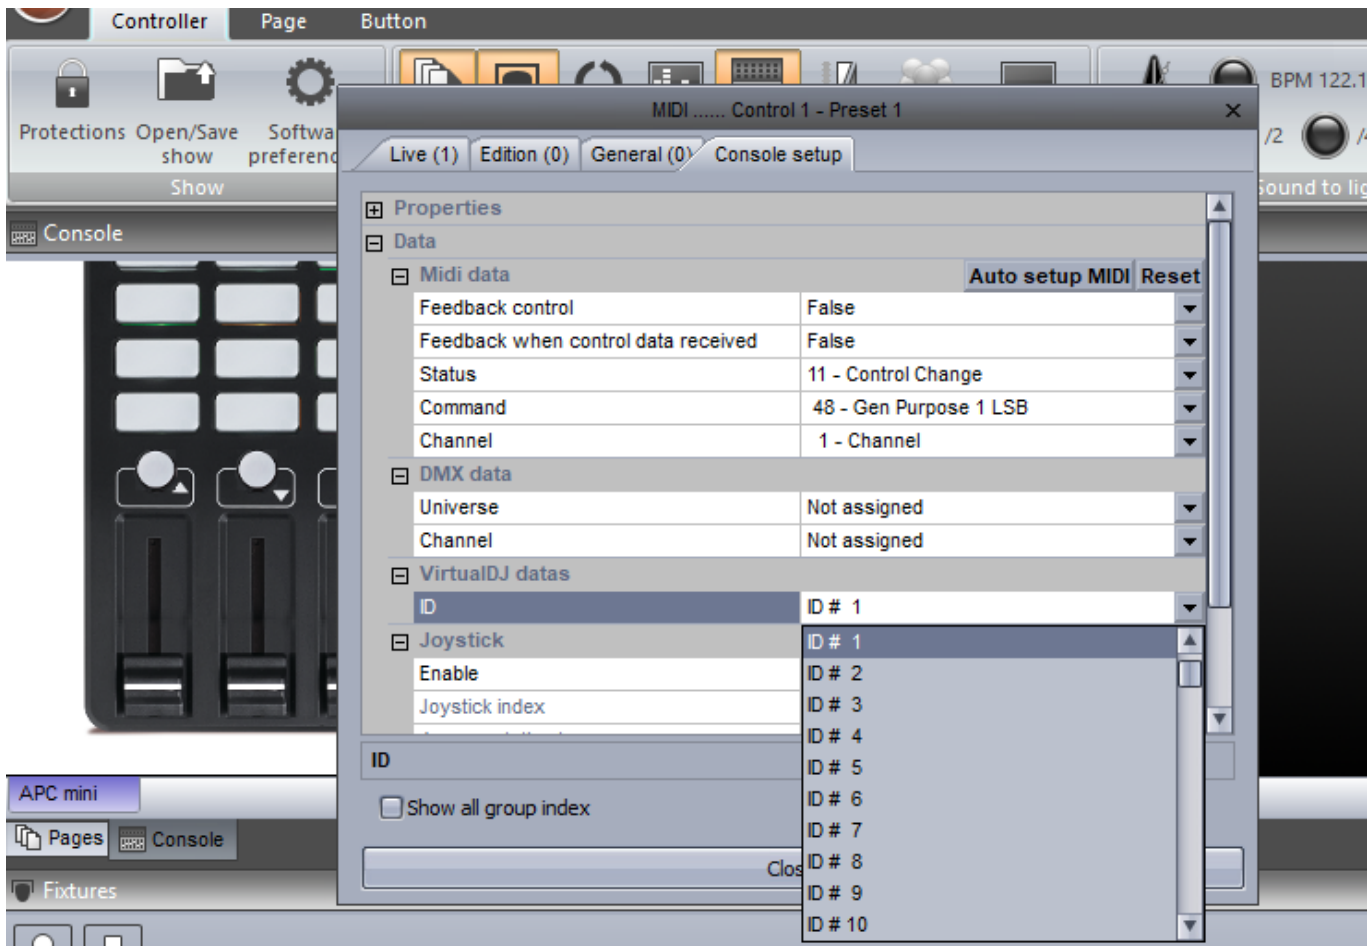 Controller Page Button
BPM 122.1
Protections Open/Save show
/2
Show
MIDI ...... Control 1 - Preset 1
Live (1) Edition (0) General (0) Console setup
Console
Properties
Data
Midi data Auto setup MIDI Reset
Feedback control False
Feedback when control data received False
Status 11 - Control Change
Command 48 - Gen Purpose 1 LSB
Channel 1 - Channel
DMX data
Universe Not assigned
Channel Not assigned
VirtualDJ datas
ID ID # 1
Joystick ID # 1
Enable ID # 2
Joystick index ID # 3
ID # 4
ID ID # 5
Show all group index ID # 6
ID # 7
ID # 8
ID # 9
ID # 10
APC mini
Pages Console
Fixtures